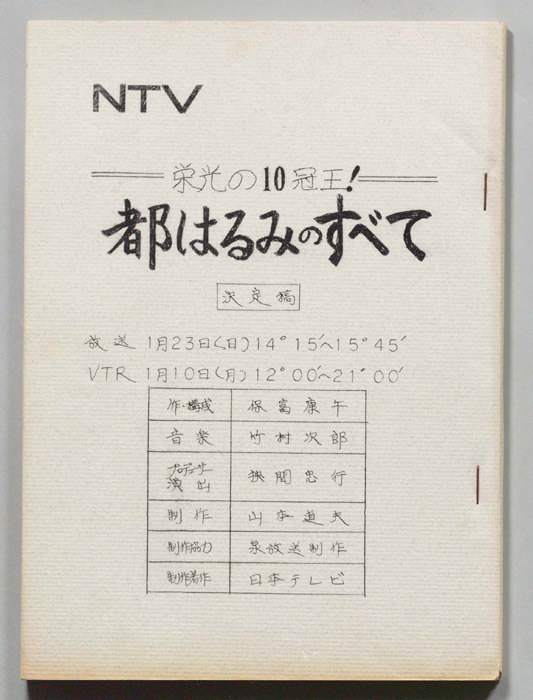 NTV
栄光の10冠王!
都はるみのすべて
決定稿
放送 1月23日(日)14°15′~15°45′
VTR 1月10日(月)12°00′~21°00′
作・構成 保富康午
音楽 竹村次郎
プロデューサー
演出 狭間忠行
制作 山本道夫
制作協力 泉放送制作
制作著作 日本テレビ